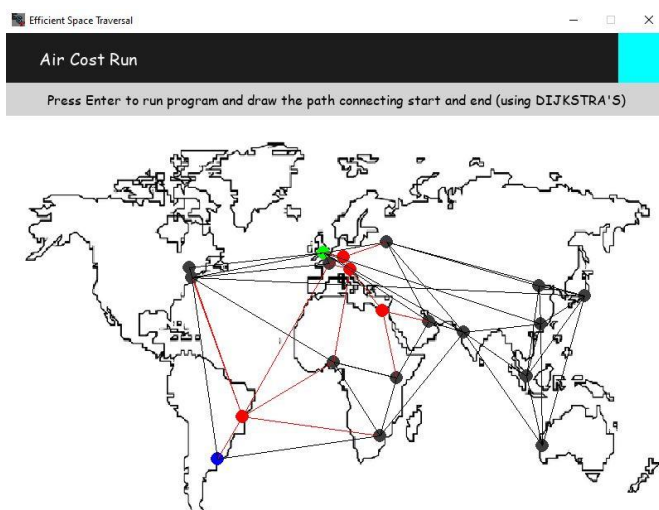 Efficient Space Traversal
Air Cost Run
Press Enter to run program and draw the path connecting start and end (using DIJKSTRA'S)